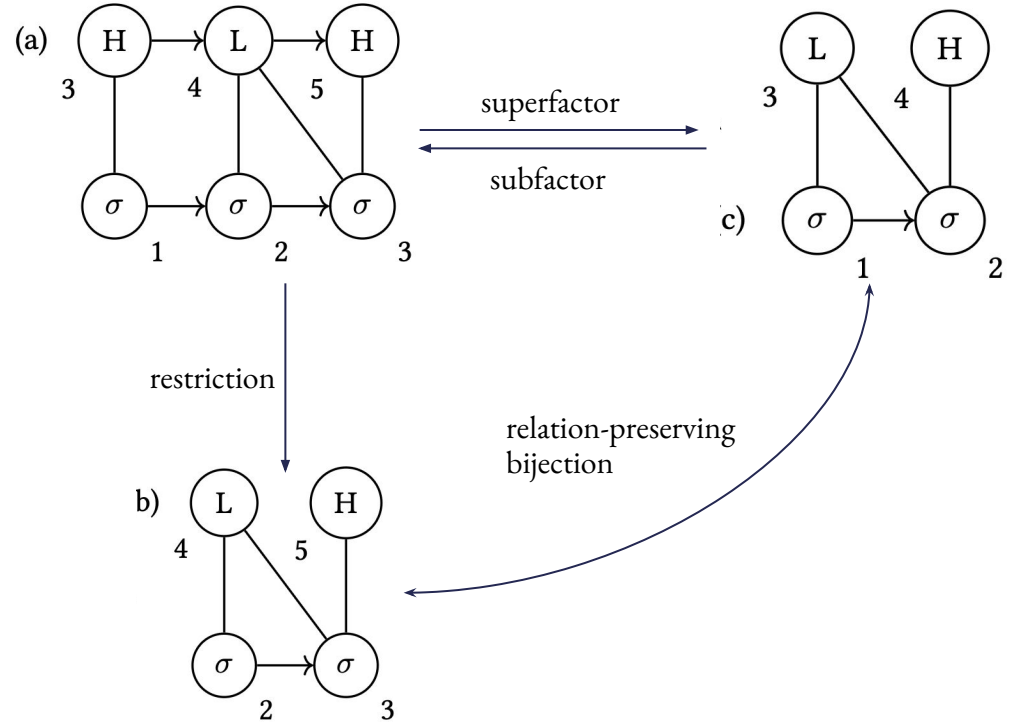 (a) H L H
3 4 5
σ σ σ
1 2 3
superfactor
subfactor
L H
3 4
c) σ σ
1 2
restriction
relation-preserving
bijection
b) L H
4 5
σ σ
2 3